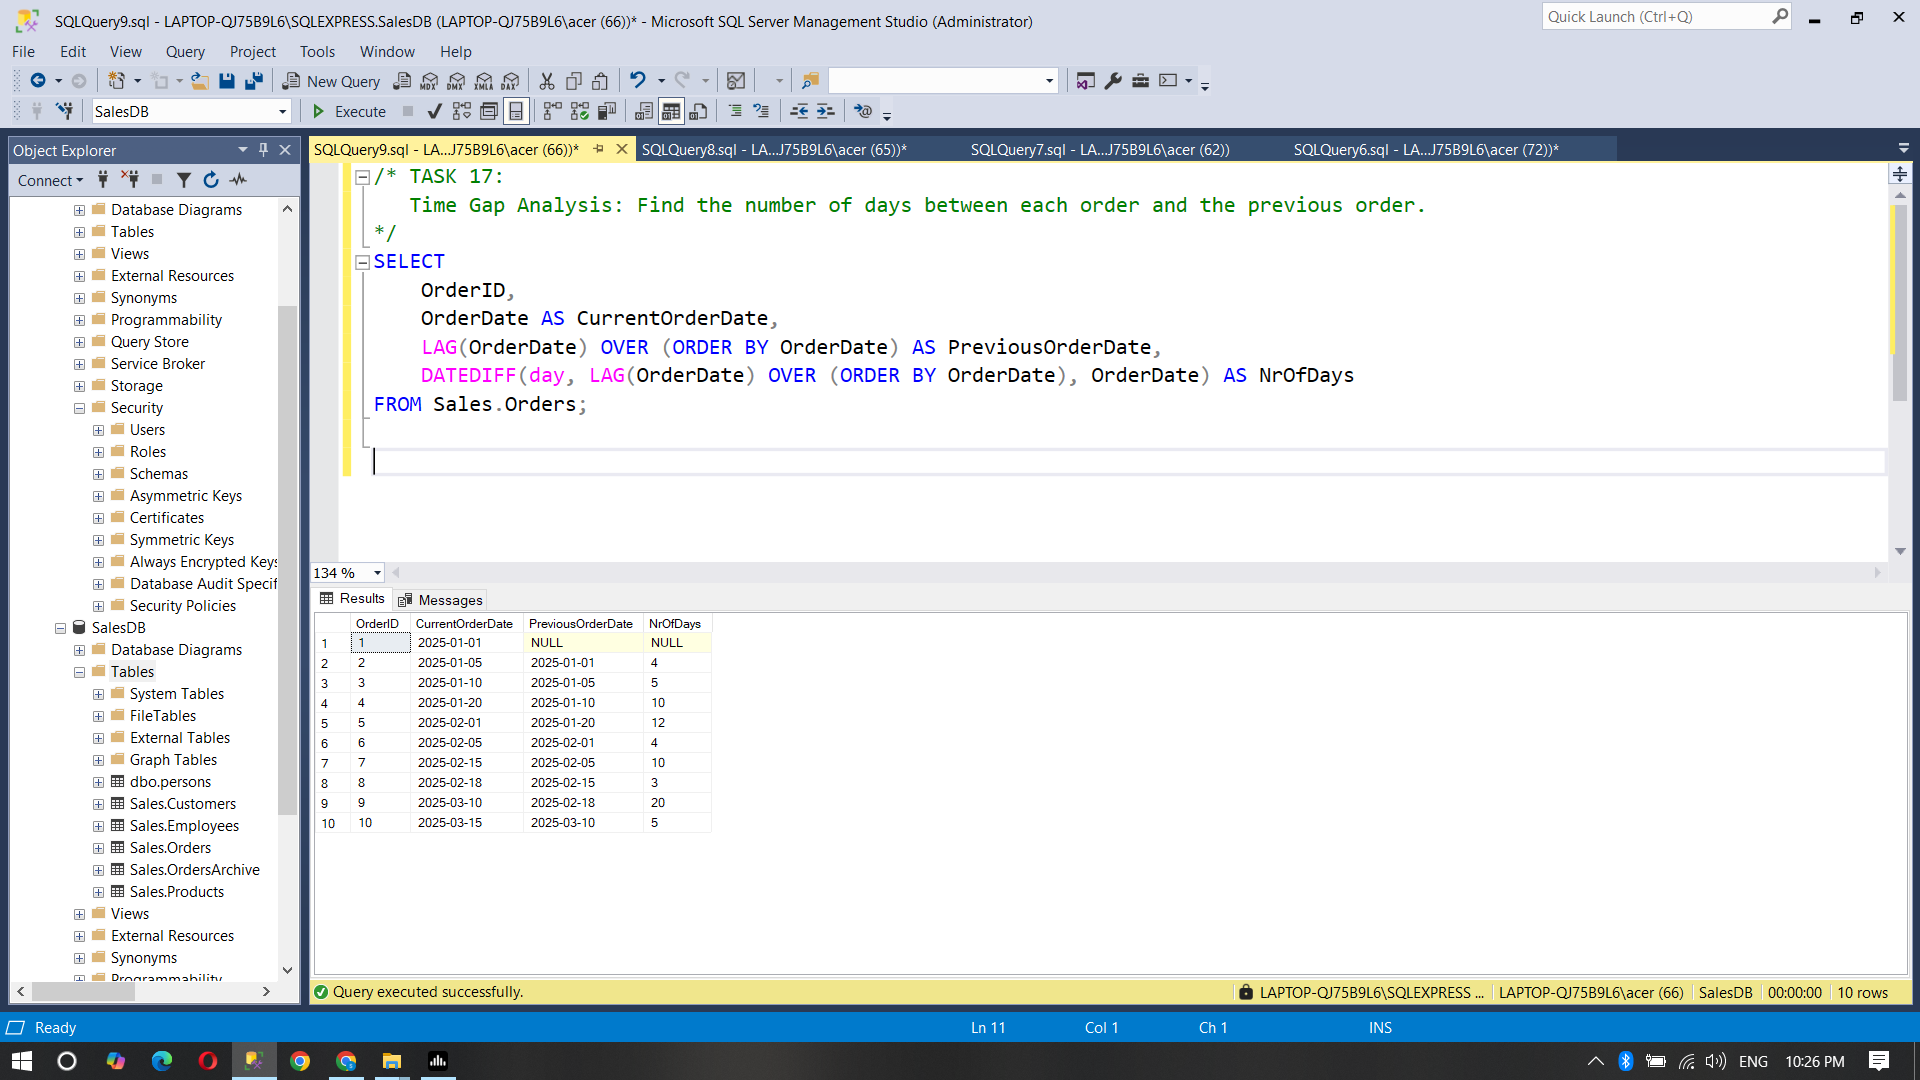 SQLQuery9.sql - LAPTOP-QJ75B9L6\SQLEXPRESS.SalesDB (LAPTOP-QJ75B9L6\acer (66))* - Microsoft SQL Server Management Studio (Administrator)
Quick Launch (Ctrl+Q)
File Edit View Query Project Tools Window Help
New Query MDX DMX XMLA DAX
SalesDB Execute
Object Explorer
Connect
Database Diagrams
Tables
Views
External Resources
Synonyms
Programmability
Query Store
Service Broker
Storage
Security
Users
Roles
Schemas
Asymmetric Keys
Certificates
Symmetric Keys
Always Encrypted Keys
Database Audit Specif
Security Policies
SalesDB
Database Diagrams
Tables
System Tables
FileTables
External Tables
Graph Tables
dbo.persons
Sales.Customers
Sales.Employees
Sales.Orders
Sales.OrdersArchive
Sales.Products
Views
External Resources
Synonyms
Programmability
SQLQuery9.sql - LA...J75B9L6\acer (66))* SQLQuery8.sql - LA...J75B9L6\acer (65))* SQLQuery7.sql - LA...J75B9L6\acer (62)) SQLQuery6.sql - LA...J75B9L6\acer (72))*
/* TASK 17:
Time Gap Analysis: Find the number of days between each order and the previous order.
*/
SELECT
OrderID,
OrderDate AS CurrentOrderDate,
LAG(OrderDate) OVER (ORDER BY OrderDate) AS PreviousOrderDate,
DATEDIFF(day, LAG(OrderDate) OVER (ORDER BY OrderDate), OrderDate) AS NrOfDays
FROM Sales.Orders;
134 %
Results Messages
OrderID CurrentOrderDate PreviousOrderDate NrOfDays
1 1 2025-01-01 NULL NULL
2 2 2025-01-05 2025-01-01 4
3 3 2025-01-10 2025-01-05 5
4 4 2025-01-20 2025-01-10 10
5 5 2025-02-01 2025-01-20 12
6 6 2025-02-05 2025-02-01 4
7 7 2025-02-15 2025-02-05 10
8 8 2025-02-18 2025-02-15 3
9 9 2025-03-10 2025-02-18 20
10 10 2025-03-15 2025-03-10 5
Query executed successfully. LAPTOP-QJ75B9L6\SQLEXPRESS ... LAPTOP-QJ75B9L6\acer (66) SalesDB 00:00:00 10 rows
Ready Ln 11 Col 1 Ch 1 INS
ENG 10:26 PM